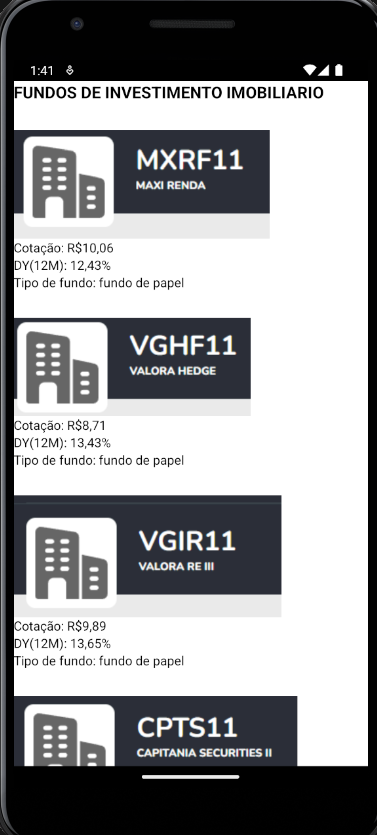 1:41
FUNDOS DE INVESTIMENTO IMOBILIARIO
MXRF11
MAXI RENDA
Cotação: R$10,06
DY(12M): 12,43%
Tipo de fundo: fundo de papel
VGHF11
VALORA HEDGE
Cotação: R$8,71
DY(12M): 13,43%
Tipo de fundo: fundo de papel
VGIR11
VALORA RE III
Cotação: R$9,89
DY(12M): 13,65%
Tipo de fundo: fundo de papel
CPTS11
CAPITANIA SECURITIES II